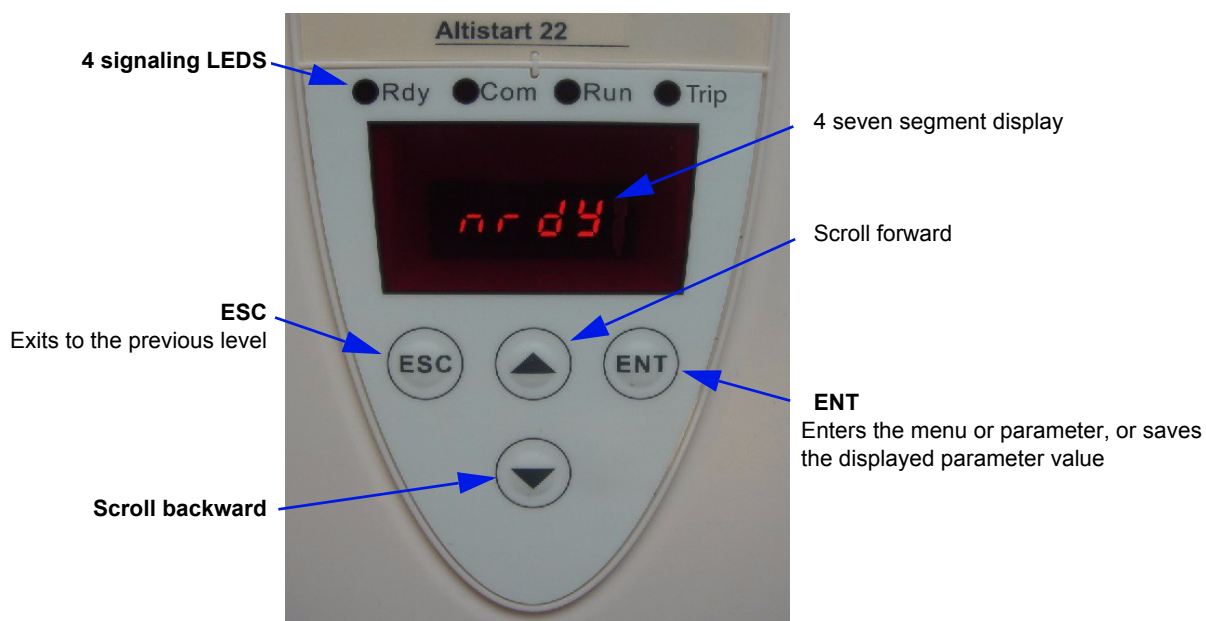 Altistart 22
4 signaling LEDS
Rdy Com Run Trip
4 seven segment display
nrdy
Scroll forward
ESC
Exits to the previous level
ESC
ENT
ENT
Enters the menu or parameter, or saves
the displayed parameter value
Scroll backward